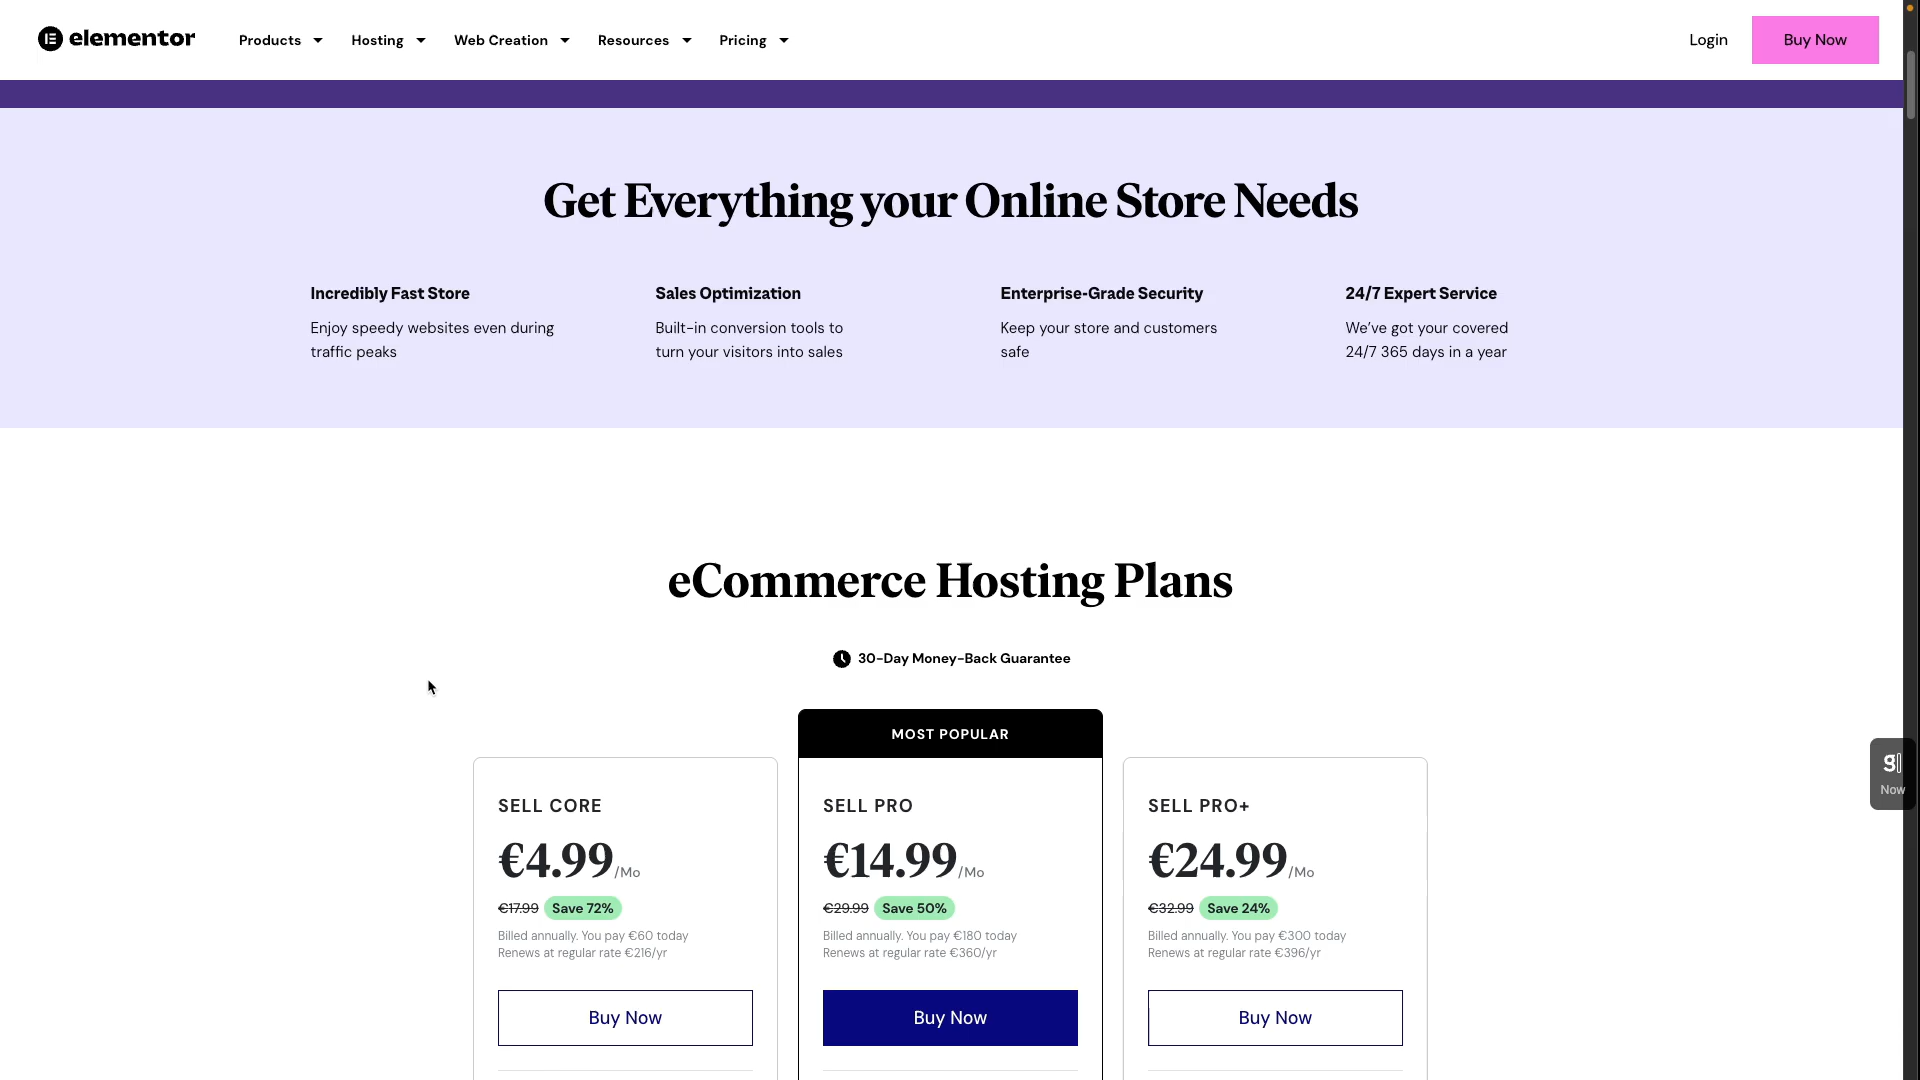 elementor
Products
Hosting
Web Creation
Resources
Pricing
Login
Buy Now
Get Everything your Online Store Needs
Incredibly Fast Store
Enjoy speedy websites even during
traffic peaks
Sales Optimization
Built-in conversion tools to
turn your visitors into sales
Enterprise-Grade Security
Keep your store and customers
safe
24/7 Expert Service
We've got your covered
24/7 365 days in a year
eCommerce Hosting Plans
30-Day Money-Back Guarantee
MOST POPULAR
SELL CORE
€4.99/Mo
€17.99 Save 72%
Billed annually. You pay €60 today
Renews at regular rate €216/yr
Buy Now
SELL PRO
€14.99/Mo
€29.99 Save 50%
Billed annually. You pay €180 today
Renews at regular rate €360/yr
Buy Now
SELL PRO+
€24.99/Mo
€32.99 Save 24%
Billed annually. You pay €300 today
Renews at regular rate €396/yr
Buy Now
Now